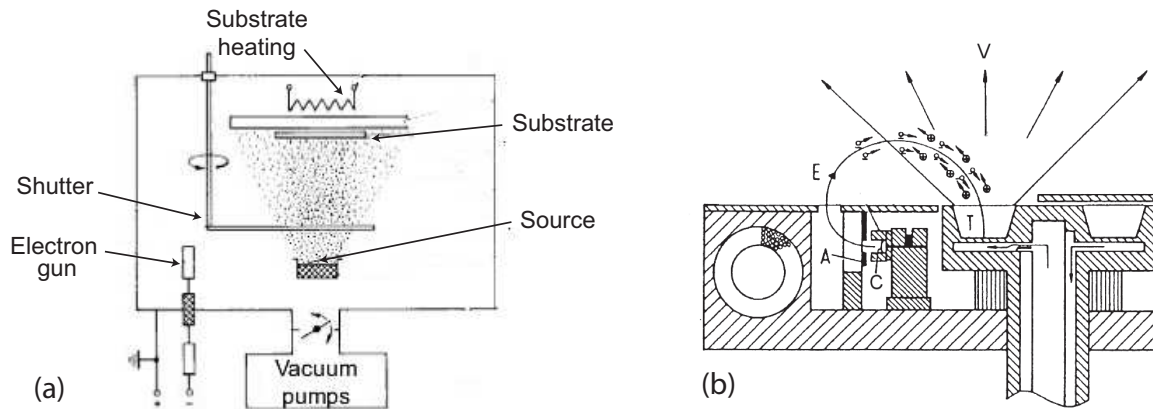 Substrate
heating
Substrate
Shutter
Source
Electron
gun
Vacuum
pumps
+ -
(a)
V
E
T
A
C
(b)